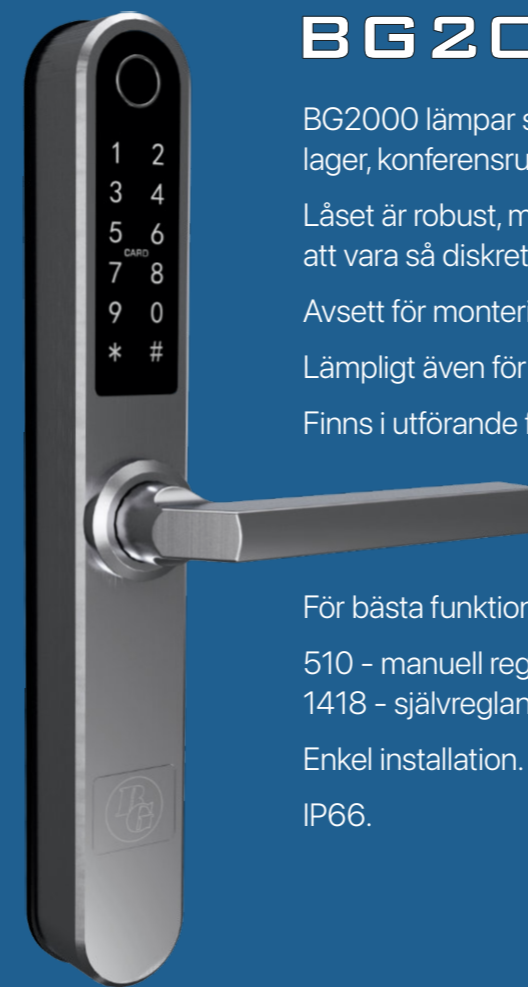 BG20
BG2000 lämpar s
lager, konferensru
Låset är robust, m
att vara så diskret
Avsett för monteri
Lämpligt även för
Finns i utförande f
För bästa funktion
510 - manuell reg
1418 - självreglan
Enkel installation.
IP66.
1 2
3 4
5 6
CARD
7 8
9 0
* #